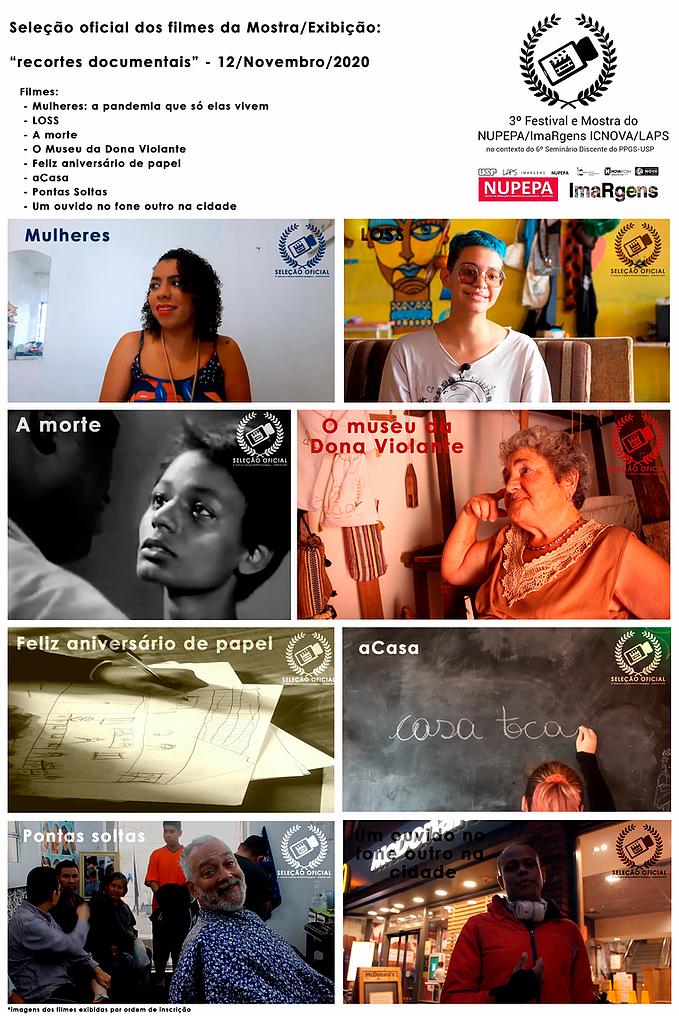 Seleção oficial dos filmes da Mostra/Exibição:
“recortes documentais” - 12/Novembro/2020
Filmes:
- Mulheres: a pandemia que só elas vivem
- LOSS
- A morte
- O Museu da Dona Violante
- Feliz aniversário de papel
- aCasa
- Pontas Soltas
- Um ouvido no fone outro na cidade
3º Festival e Mostra do
NUPEPA/ImaRgens ICNOVA/LAPS
no contexto do 6º Seminário Discente do PPGS-USP
LAPS IMARGENS NUPEPA
NUPEPA ImaRgens
Mulheres
SELEÇÃO OFICIAL
LOSS
SELEÇÃO OFICIAL
A morte
SELEÇÃO OFICIAL
O museu da
Dona Violante
SELEÇÃO OFICIAL
Feliz aniversário de papel
SELEÇÃO OFICIAL
aCasa
SELEÇÃO OFICIAL
casa toca
Pontas soltas
SELEÇÃO OFICIAL
Um ouvido no
fone outro na
cidade
SELEÇÃO OFICIAL
McDonald's
*Imagens dos filmes exibidas por ordem de inscrição